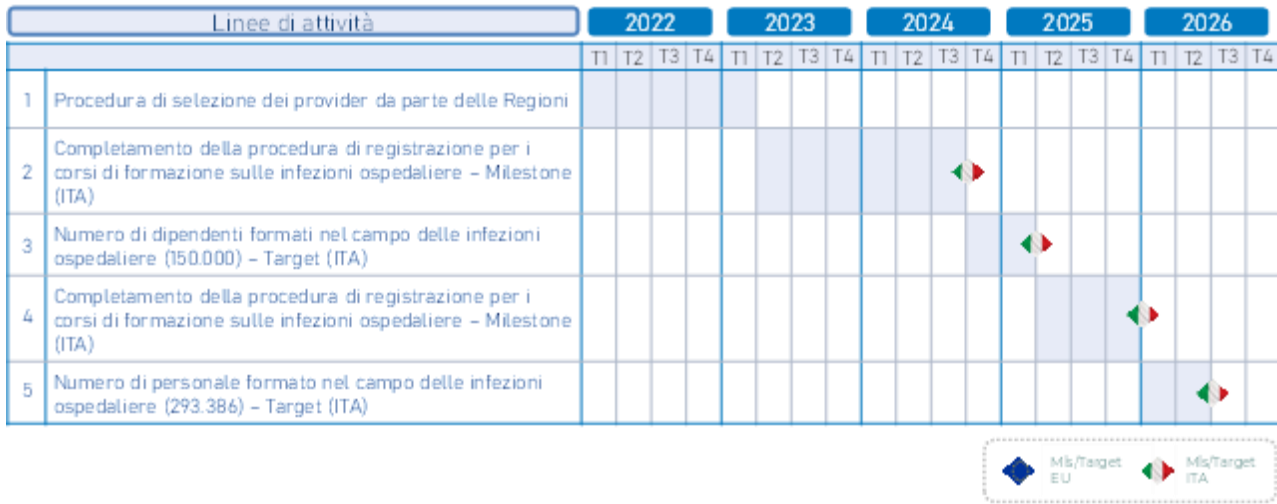 Linee di attività 2022 2023 2024 2025 2026
T1 T2 T3 T4 T1 T2 T3 T4 T1 T2 T3 T4 T1 T2 T3 T4 T1 T2 T3 T4
1 Procedura di selezione dei provider da parte delle Regioni
Completamento della procedura di registrazione per i
2 corsi di formazione sulle infezioni ospedaliere – Milestone
(ITA)
3 Numero di dipendenti formati nel campo delle infezioni
ospedaliere (150.000) – Target (ITA)
Completamento della procedura di registrazione per i
4 corsi di formazione sulle infezioni ospedaliere – Milestone
(ITA)
5 Numero di personale formato nel campo delle infezioni
ospedaliere (293.386) – Target (ITA)
Mls/Target
EU
Mls/Target
ITA